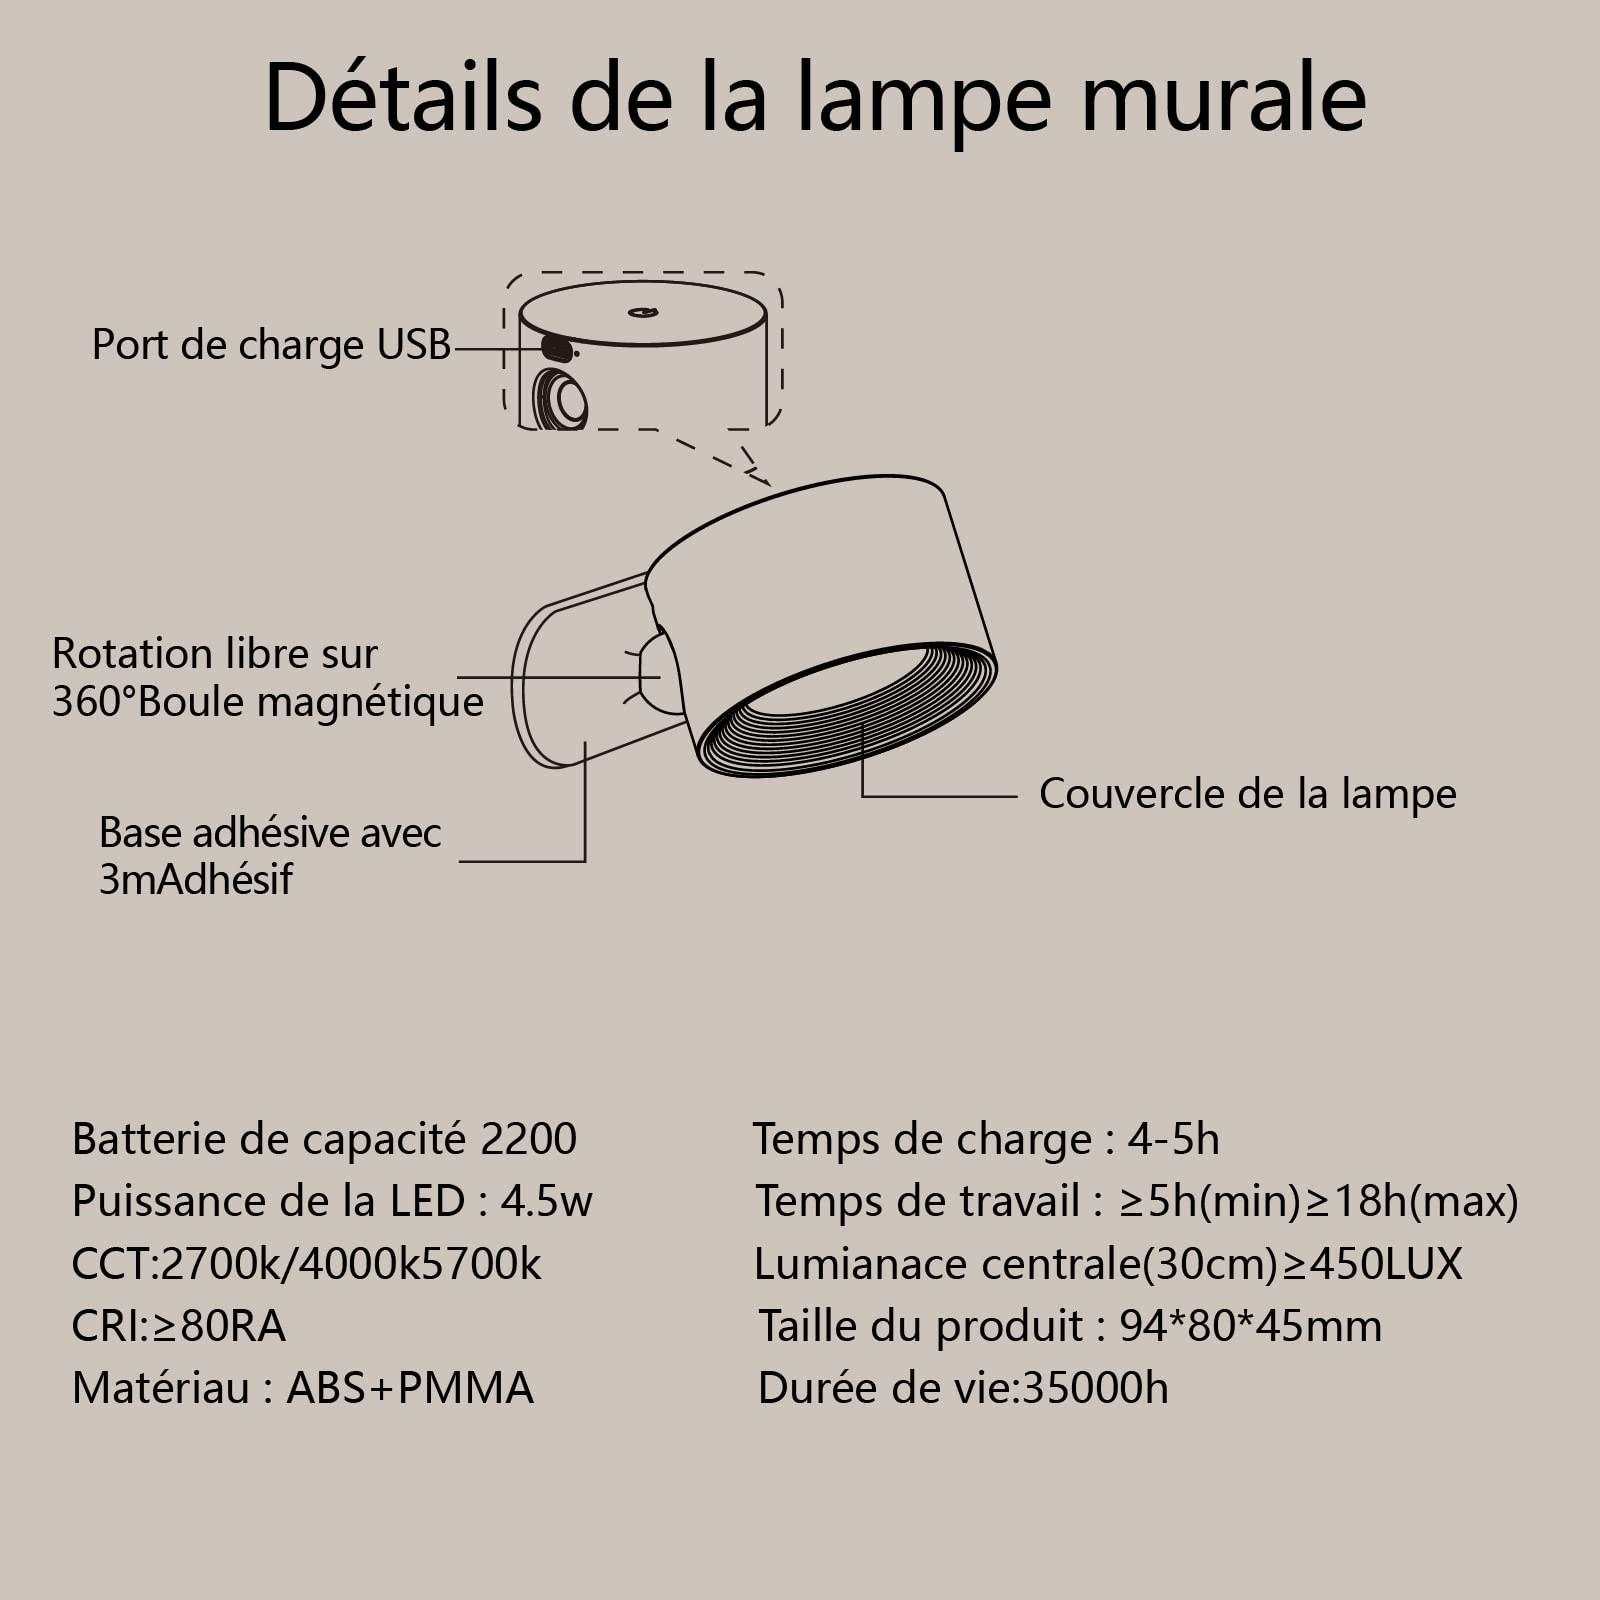 Détails de la lampe murale
Port de charge USB
Rotation libre sur
360°Boule magnétique
Base adhésive avec
3mAdhésif
Couvercle de la lampe
Batterie de capacité 2200
Puissance de la LED : 4.5w
CCT:2700k/4000k5700k
CRI:≥80RA
Matériau : ABS+PMMA
Temps de charge : 4-5h
Temps de travail : ≥5h(min)≥18h(max)
Lumianace centrale(30cm)≥450LUX
Taille du produit : 94*80*45mm
Durée de vie:35000h